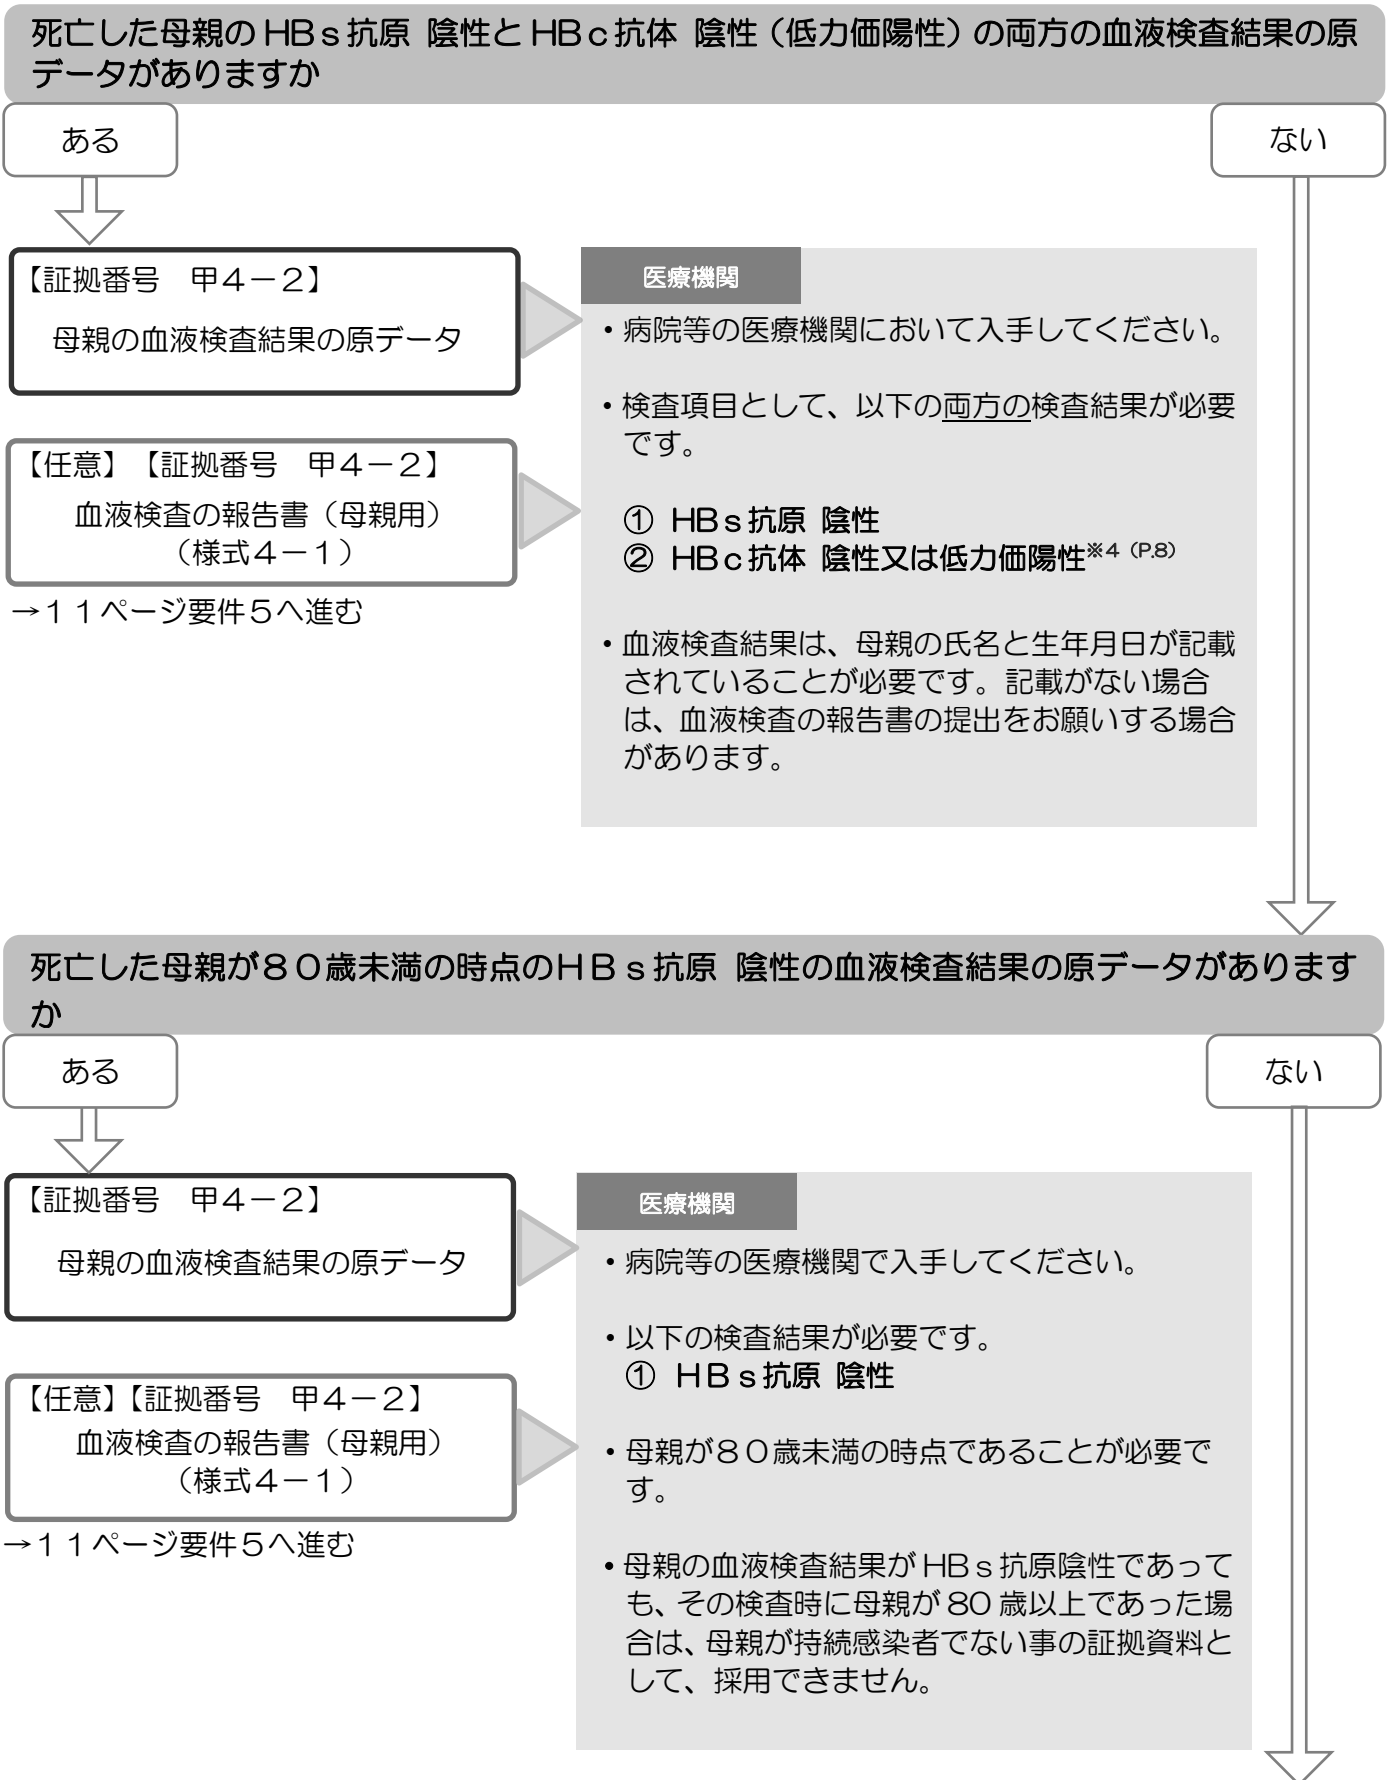 死亡した母親のHBs抗原 陰性とHBc抗体 陰性（低力価陽性）の両方の血液検査結果の原
データがありますか
ある
ない
【証拠番号　甲４－２】
母親の血液検査結果の原データ
【任意】【証拠番号　甲４－２】
血液検査の報告書（母親用）
（様式４－１）
→１１ページ要件５へ進む
医療機関
・病院等の医療機関において入手してください。
・検査項目として、以下の両方の検査結果が必要
です。
① HBs抗原 陰性
② HBc抗体 陰性又は低力価陽性※4（P.8）
・血液検査結果は、母親の氏名と生年月日が記載
されていることが必要です。記載がない場合
は、血液検査の報告書の提出をお願いする場合
があります。
死亡した母親が８０歳未満の時点のＨＢｓ抗原 陰性の血液検査結果の原データがあります
か
ある
ない
【証拠番号　甲４－２】
母親の血液検査結果の原データ
【任意】【証拠番号　甲４－２】
血液検査の報告書（母親用）
（様式４－１）
→１１ページ要件５へ進む
医療機関
・病院等の医療機関で入手してください。
・以下の検査結果が必要です。
① ＨＢｓ抗原 陰性
・母親が８０歳未満の時点であることが必要で
す。
・母親の血液検査結果がHBs抗原陰性であって
も、その検査時に母親が80歳以上であった場
合は、母親が持続感染者でない事の証拠資料と
して、採用できません。